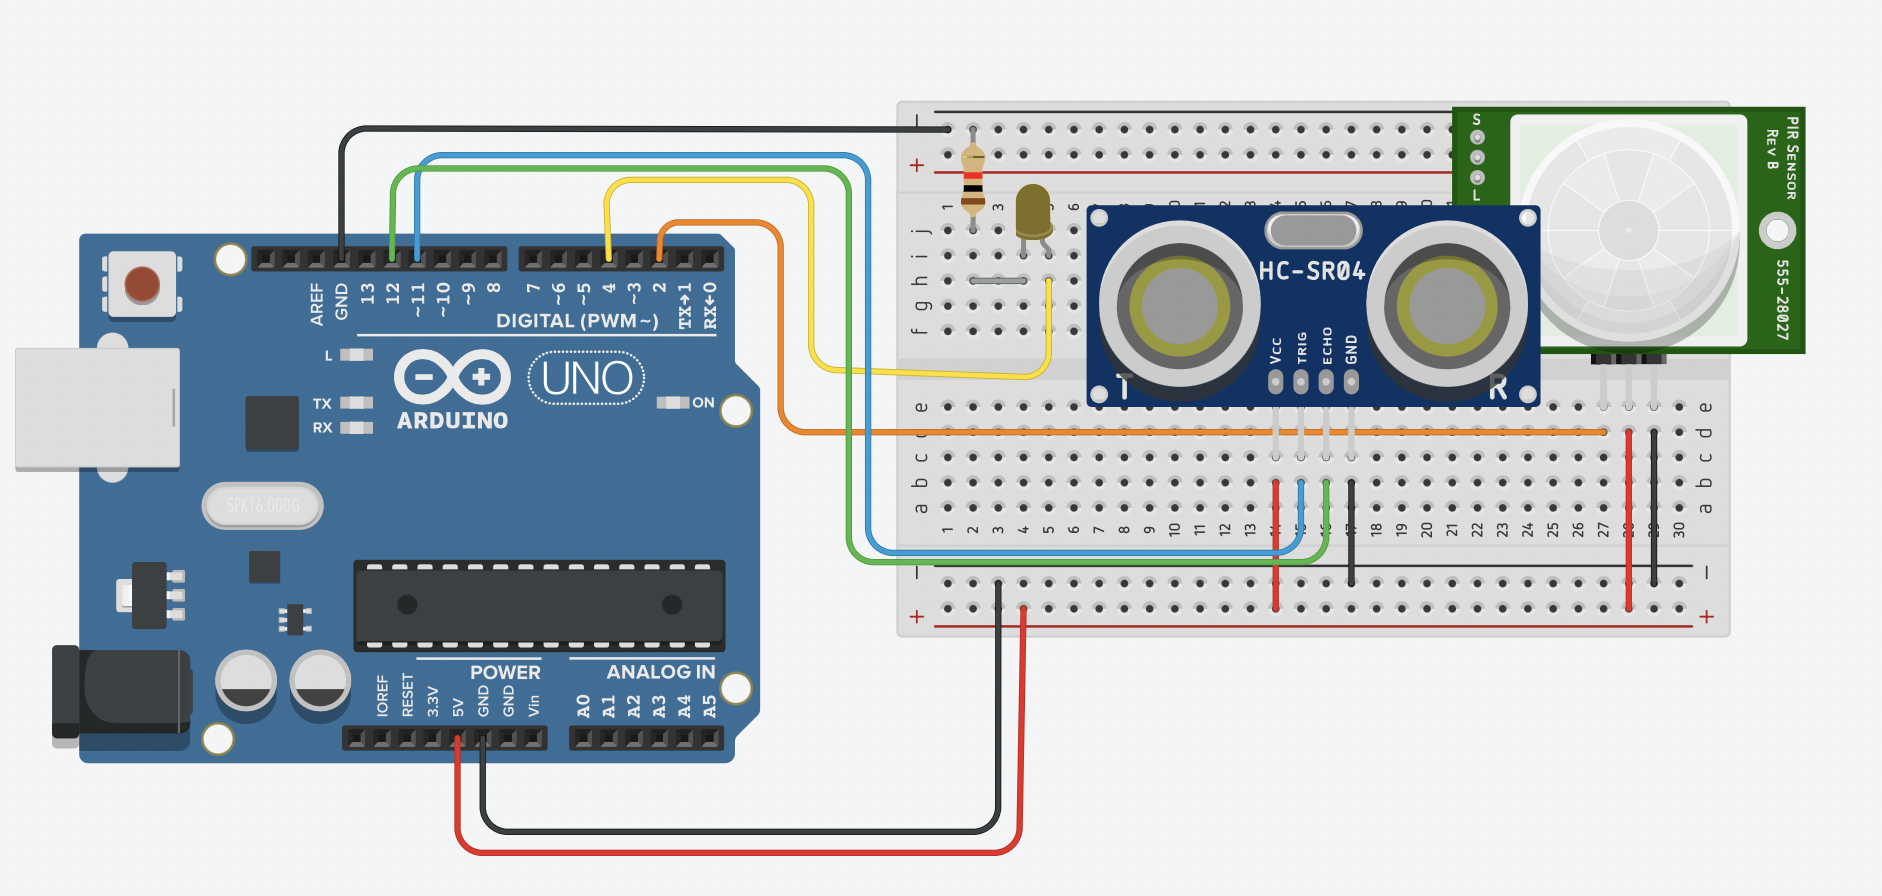 AREF
GND
13
12
~11
~10
~9
8
7
~6
~5
4
~3
2
TX→1
RX←0
DIGITAL (PWM~)
L
TX
RX
ON
UNO
ARDUINO
SPK16.000G
POWER
ANALOG IN
IOREF
RESET
3.3V
5V
GND
GND
Vin
A0
A1
A2
A3
A4
A5
−
+
1 3 6
j
i
h
g
f
HC-SR04
Vcc
TRIG
ECHO
GND
T
R
S
L
PIR SENSOR
REV B
555-28027
e e
d
c c
b b
a a
1 2 3 4 5 6 7 8 9 10 11 12 13 14 15 16 17 18 19 20 21 22 23 24 25 26 27 28 29 30
− −
+ +